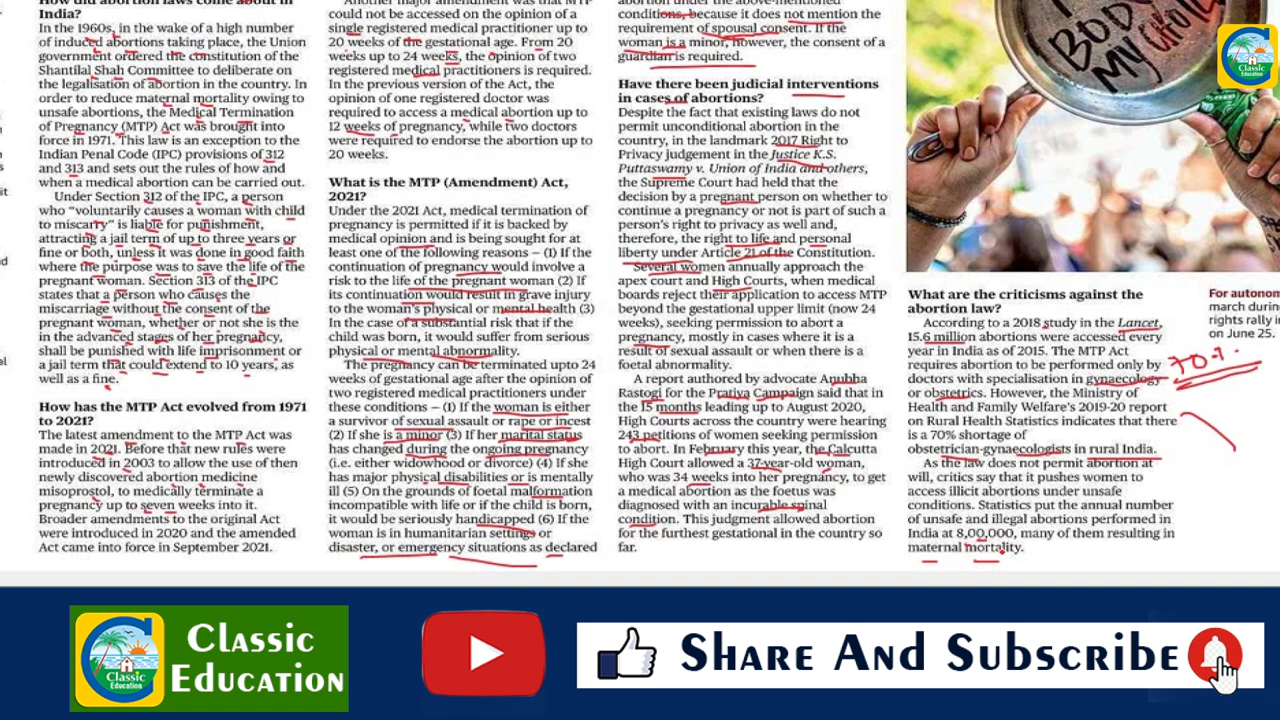 How did abortion laws come about in
India?
In the 1960s, in the wake of a high number
of induced abortions taking place, the Union
government ordered the constitution of the
Shantilal Shah Committee to deliberate on
the legalisation of abortion in the country. In
order to reduce maternal mortality owing to
unsafe abortions, the Medical Termination
of Pregnancy (MTP) Act was brought into
force in 1971. This law is an exception to the
Indian Penal Code (IPC) provisions of 312
and 313 and sets out the rules of how and
when a medical abortion can be carried out.
Under Section 312 of the IPC, a person
who “voluntarily causes a woman with child
to miscarry” is liable for punishment,
attracting a jail term of up to three years or
fine or both, unless it was done in good faith
where the purpose was to save the life of the
pregnant woman. Section 313 of the IPC
states that a person who causes the
miscarriage without the consent of the
pregnant woman, whether or not she is the
in the advanced stages of her pregnancy,
shall be punished with life imprisonment or
a jail term that could extend to 10 years, as
well as a fine.
How has the MTP Act evolved from 1971
to 2021?
The latest amendment to the MTP Act was
made in 2021. Before that new rules were
introduced in 2003 to allow the use of then
newly discovered abortion medicine
misoprostol, to medically terminate a
pregnancy up to seven weeks into it.
Broader amendments to the original Act
were introduced in 2020 and the amended
Act came into force in September 2021.
Another major amendment was that MTP
could not be accessed on the opinion of a
single registered medical practitioner up to
20 weeks of the gestational age. From 20
weeks up to 24 weeks, the opinion of two
registered medical practitioners is required.
In the previous version of the Act, the
opinion of one registered doctor was
required to access a medical abortion up to
12 weeks of pregnancy, while two doctors
were required to endorse the abortion up to
20 weeks.
What is the MTP (Amendment) Act,
2021?
Under the 2021 Act, medical termination of
pregnancy is permitted if it is backed by
medical opinion and is being sought for at
least one of the following reasons – (1) If the
continuation of pregnancy would involve a
risk to the life of the pregnant woman (2) If
its continuation would result in grave injury
to the woman's physical or mental health (3)
In the case of a substantial risk that if the
child was born, it would suffer from serious
physical or mental abnormality.
The pregnancy can be terminated upto 24
weeks of gestational age after the opinion of
two registered medical practitioners under
these conditions – (1) If the woman is either
a survivor of sexual assault or rape or incest
(2) If she is a minor (3) If her marital status
has changed during the ongoing pregnancy
(i.e. either widowhood or divorce) (4) If she
has major physical disabilities or is mentally
ill (5) On the grounds of foetal malformation
incompatible with life or if the child is born,
it would be seriously handicapped (6) If the
woman is in humanitarian settings or
disaster, or emergency situations as declared
abortion under the above-mentioned
conditions, because it does not mention the
requirement of spousal consent. If the
woman is a minor, however, the consent of a
guardian is required.
Have there been judicial interventions
in cases of abortions?
Despite the fact that existing laws do not
permit unconditional abortion in the
country, in the landmark 2017 Right to
Privacy judgement in the Justice K.S.
Puttaswamy v. Union of India and others,
the Supreme Court had held that the
decision by a pregnant person on whether to
continue a pregnancy or not is part of such a
person's right to privacy as well and,
therefore, the right to life and personal
liberty under Article 21 of the Constitution.
Several women annually approach the
apex court and High Courts, when medical
boards reject their application to access MTP
beyond the gestational upper limit (now 24
weeks), seeking permission to abort a
pregnancy, mostly in cases where it is a
result of sexual assault or when there is a
foetal abnormality.
A report authored by advocate Anubha
Rastogi for the Pratiya Campaign said that in
the 15 months leading up to August 2020,
High Courts across the country were hearing
243 petitions of women seeking permission
to abort. In February this year, the Calcutta
High Court allowed a 37-year-old woman,
who was 34 weeks into her pregnancy, to get
a medical abortion as the foetus was
diagnosed with an incurable spinal
condition. This judgment allowed abortion
for the furthest gestational in the country so
far.
BODY
MY CHOICE
Classic
Education
What are the criticisms against the
abortion law?
According to a 2018 study in the Lancet,
15.6 million abortions were accessed every
year in India as of 2015. The MTP Act
requires abortion to be performed only by
doctors with specialisation in gynaecology
or obstetrics. However, the Ministry of
Health and Family Welfare's 2019-20 report
on Rural Health Statistics indicates that there
is a 70% shortage of
obstetrician-gynaecologists in rural India.
As the law does not permit abortion at
will, critics say that it pushes women to
access illicit abortions under unsafe
conditions. Statistics put the annual number
of unsafe and illegal abortions performed in
India at 8,00,000, many of them resulting in
maternal mortality.
For autonom
march during
rights rally i
on June 25.
70%
Classic
Education
Classic
Education
Share And Subscribe